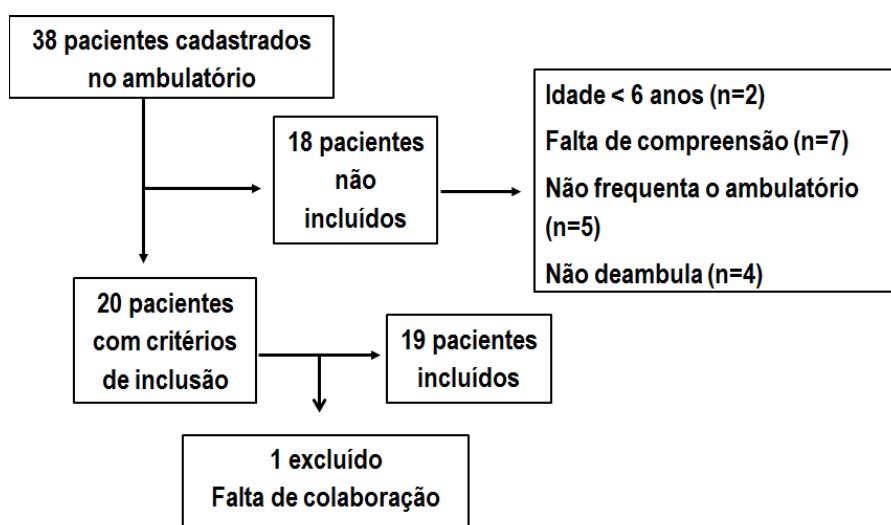 38 pacientes cadastrados
no ambulatório
18 pacientes
não
incluídos
Idade < 6 anos (n=2)
Falta de compreensão (n=7)
Não frequenta o ambulatório
(n=5)
Não deambula (n=4)
20 pacientes
com critérios
de inclusão
19 pacientes
incluídos
1 excluído
Falta de colaboração